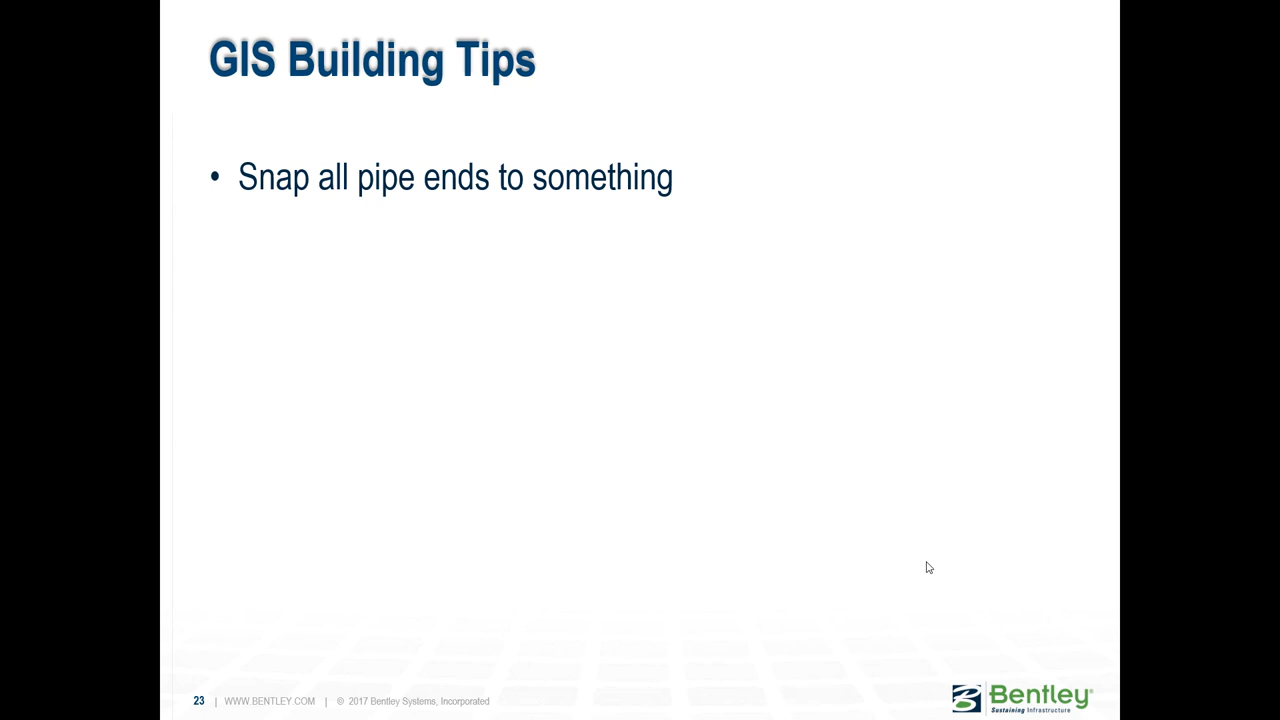 GIS Building Tips
• Snap all pipe ends to something
23 | WWW.BENTLEY.COM | © 2017 Bentley Systems, Incorporated
Bentley®
Sustaining Infrastructure